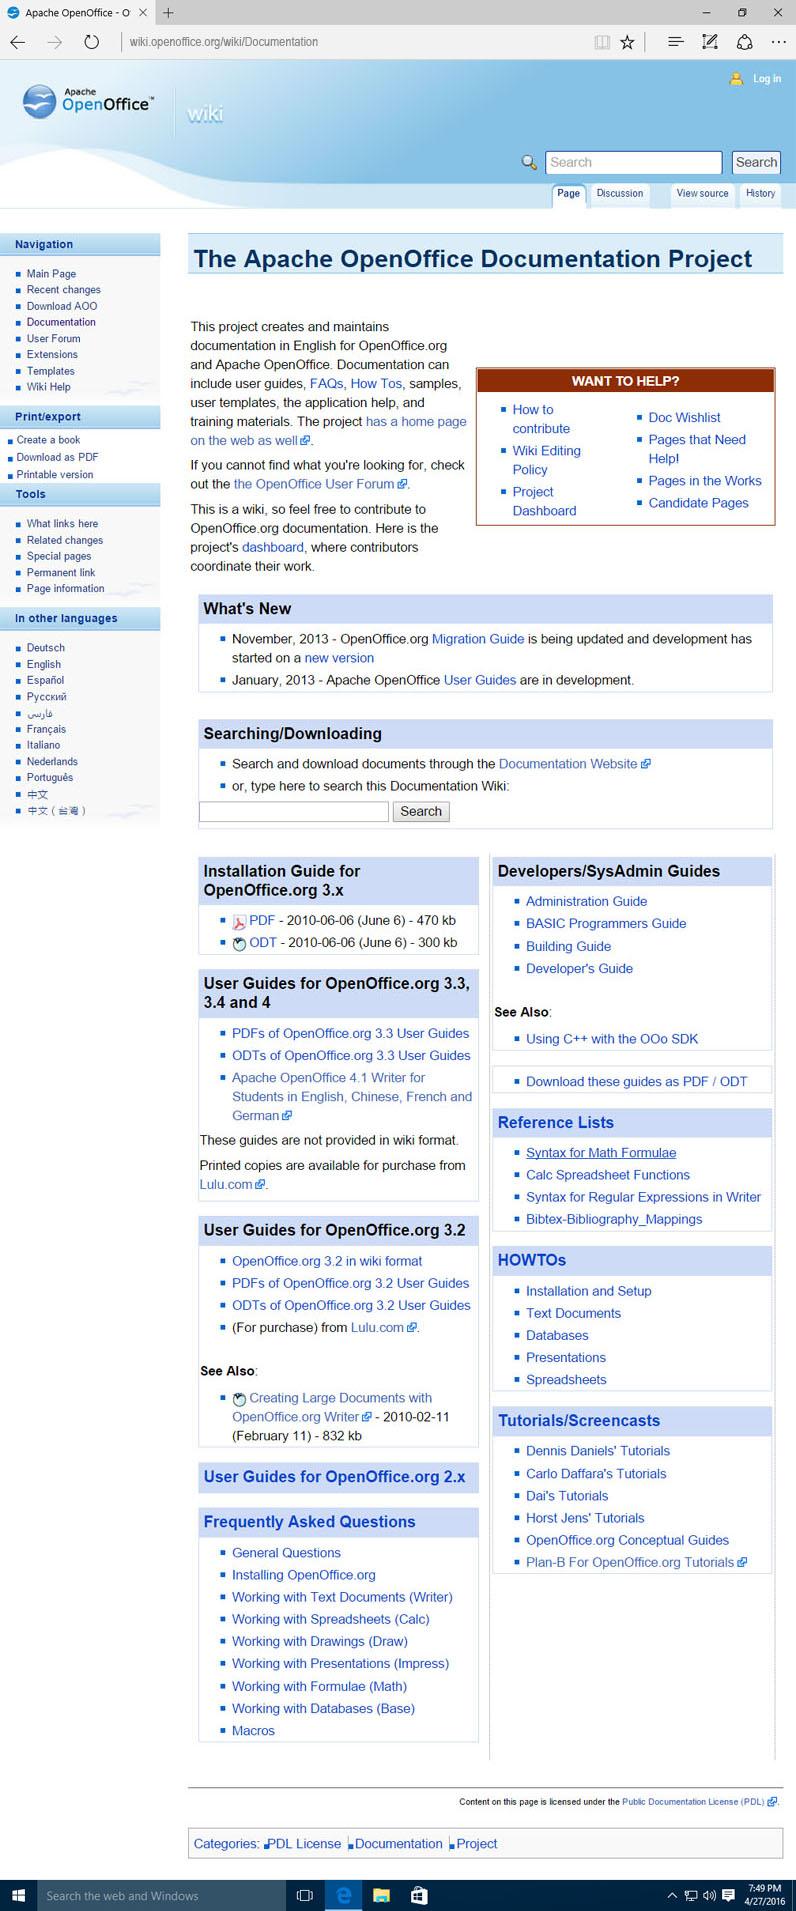 Apache OpenOffice - O
wiki.openoffice.org/wiki/Documentation
Log in
Apache
OpenOffice™
wiki
Search
Search
Page
Discussion
View source
History
Navigation
Main Page
Recent changes
Download AOO
Documentation
User Forum
Extensions
Templates
Wiki Help
Print/export
Create a book
Download as PDF
Printable version
Tools
What links here
Related changes
Special pages
Permanent link
Page information
In other languages
Deutsch
English
Español
Русский
فارسی
Français
Italiano
Nederlands
Português
中文
中文 ( 台灣 )
The Apache OpenOffice Documentation Project
This project creates and maintains
documentation in English for OpenOffice.org
and Apache OpenOffice. Documentation can
include user guides, FAQs, How Tos, samples,
user templates, the application help, and
training materials. The project has a home page
on the web as well.
If you cannot find what you're looking for, check
out the the OpenOffice User Forum.
This is a wiki, so feel free to contribute to
OpenOffice.org documentation. Here is the
project's dashboard, where contributors
coordinate their work.
WANT TO HELP?
How to
contribute
Wiki Editing
Policy
Project
Dashboard
Doc Wishlist
Pages that Need
Help!
Pages in the Works
Candidate Pages
What's New
November, 2013 - OpenOffice.org Migration Guide is being updated and development has
started on a new version
January, 2013 - Apache OpenOffice User Guides are in development.
Searching/Downloading
Search and download documents through the Documentation Website
or, type here to search this Documentation Wiki:
Search
Installation Guide for
OpenOffice.org 3.x
PDF - 2010-06-06 (June 6) - 470 kb
ODT - 2010-06-06 (June 6) - 300 kb
User Guides for OpenOffice.org 3.3,
3.4 and 4
PDFs of OpenOffice.org 3.3 User Guides
ODTs of OpenOffice.org 3.3 User Guides
Apache OpenOffice 4.1 Writer for
Students in English, Chinese, French and
German
These guides are not provided in wiki format.
Printed copies are available for purchase from
Lulu.com.
User Guides for OpenOffice.org 3.2
OpenOffice.org 3.2 in wiki format
PDFs of OpenOffice.org 3.2 User Guides
ODTs of OpenOffice.org 3.2 User Guides
(For purchase) from Lulu.com.
See Also:
Creating Large Documents with
OpenOffice.org Writer - 2010-02-11
(February 11) - 832 kb
User Guides for OpenOffice.org 2.x
Frequently Asked Questions
General Questions
Installing OpenOffice.org
Working with Text Documents (Writer)
Working with Spreadsheets (Calc)
Working with Drawings (Draw)
Working with Presentations (Impress)
Working with Formulae (Math)
Working with Databases (Base)
Macros
Developers/SysAdmin Guides
Administration Guide
BASIC Programmers Guide
Building Guide
Developer's Guide
See Also:
Using C++ with the OOo SDK
Download these guides as PDF / ODT
Reference Lists
Syntax for Math Formulae
Calc Spreadsheet Functions
Syntax for Regular Expressions in Writer
Bibtex-Bibliography_Mappings
HOWTOs
Installation and Setup
Text Documents
Databases
Presentations
Spreadsheets
Tutorials/Screencasts
Dennis Daniels' Tutorials
Carlo Daffara's Tutorials
Dai's Tutorials
Horst Jens' Tutorials
OpenOffice.org Conceptual Guides
Plan-B For OpenOffice.org Tutorials
Content on this page is licensed under the Public Documentation License (PDL).
Categories: PDL License | Documentation | Project
Search the web and Windows
7:49 PM
4/27/2016